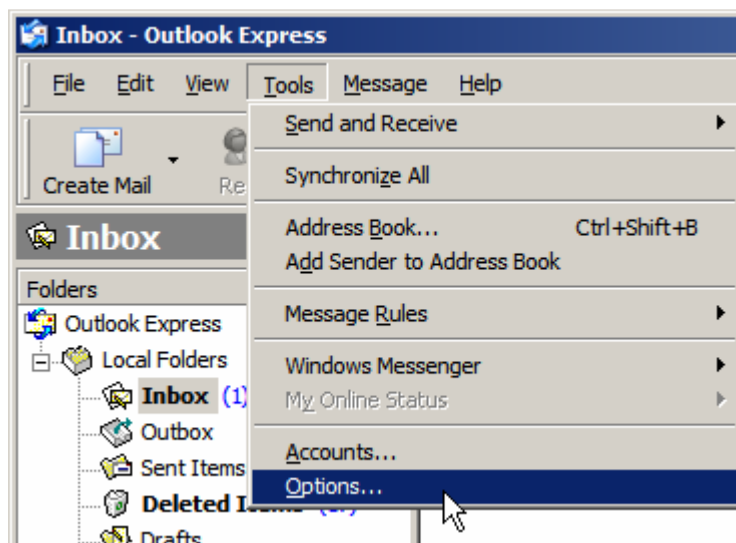 Inbox - Outlook Express
File Edit View Tools Message Help
Create Mail
Send and Receive
Synchronize All
Address Book... Ctrl+Shift+B
Add Sender to Address Book
Message Rules
Windows Messenger
My Online Status
Accounts...
Options...
Inbox
Folders
Outlook Express
Local Folders
Inbox (1)
Outbox
Sent Items
Deleted
Drafts